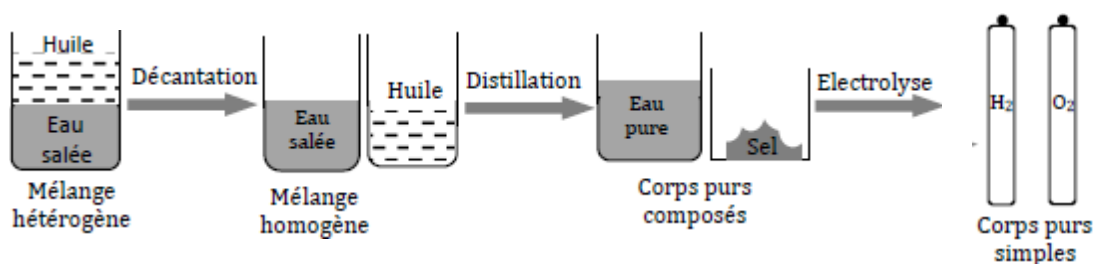 Huile
Eau
salée
Mélange
hétérogène
Décantation
Eau
salée
Mélange
homogène
Huile
Distillation
Eau
pure
Sel
Corps purs
composés
Electrolyse
H₂
O₂
Corps purs
simples